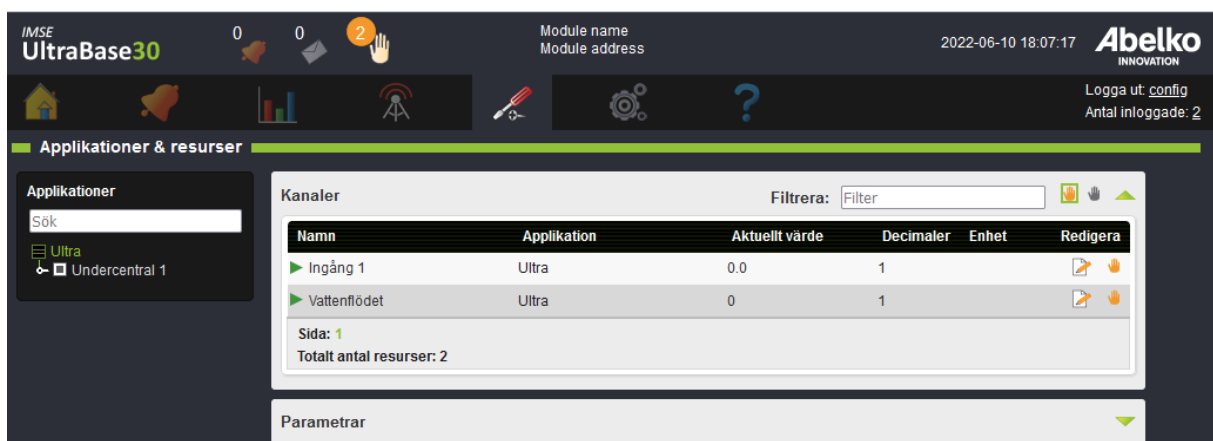 IMSE
UltraBase30
0
0
2
Module name
Module address
2022-06-10 18:07:17
Abelko
INNOVATION
Logga ut: config
Antal inloggade: 2
Applikationer & resurser
Applikationer
Sök
Ultra
Undercentral 1
Kanaler
Filtrera: Filter
Namn Applikation Aktuellt värde Decimaler Enhet Redigera
Ingång 1 Ultra 0.0 1
Vattenflödet Ultra 0 1
Sida: 1
Totalt antal resurser: 2
Parametrar